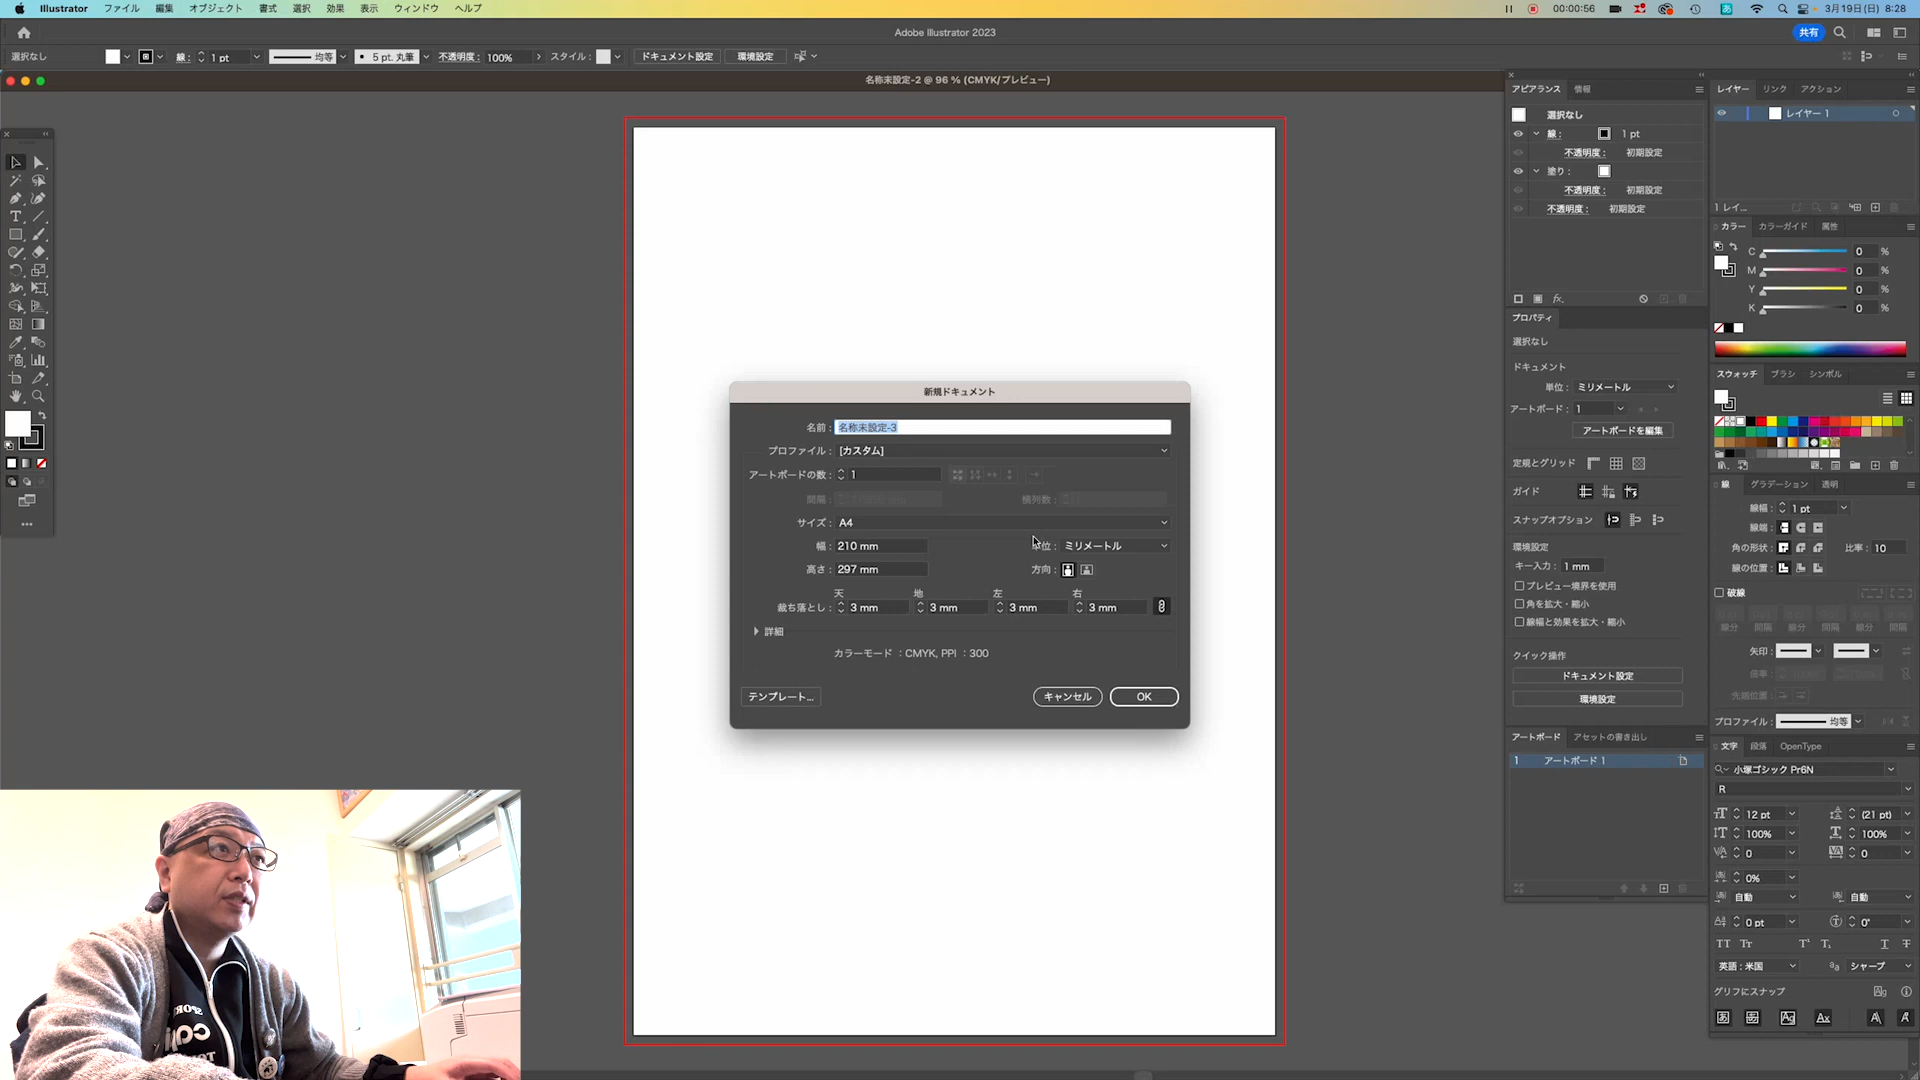 Illustrator ファイル 編集 オブジェクト 書式 選択 効果 表示 ウィンドウ ヘルプ
00:00:56 あ 3月19日(日) 8:28
Adobe Illustrator 2023
共有
選択なし 線: 1 pt 均等 5 pt. 丸筆 不透明度: 100% スタイル: ドキュメント設定 環境設定
名称未設定-2 @ 96 % (CMYK/プレビュー)
新規ドキュメント
名前: 名称未設定-3
プロファイル: [カスタム]
アートボードの数: 1
間隔: 横列数:
サイズ: A4
幅: 210 mm 単位: ミリメートル
高さ: 297 mm 方向:
天 地 左 右
裁ち落とし: 3 mm 3 mm 3 mm 3 mm
詳細
カラーモード : CMYK, PPI : 300
テンプレート... キャンセル OK
アピアランス 情報
選択なし
線: 1 pt
不透明度: 初期設定
塗り:
不透明度: 初期設定
不透明度: 初期設定
fx.
プロパティ
選択なし
ドキュメント
単位: ミリメートル
アートボード: 1
アートボードを編集
定規とグリッド
ガイド
スナップオプション
環境設定
キー入力: 1 mm
プレビュー境界を使用
角を拡大・縮小
線幅と効果を拡大・縮小
クイック操作
ドキュメント設定
環境設定
アートボード アセットの書き出し
1 アートボード 1
レイヤー リンク アクション
レイヤー 1
1 レイ...
カラー カラーガイド 属性
C 0 %
M 0 %
Y 0 %
K 0 %
スウォッチ ブラシ シンボル
線 グラデーション 透明
線幅: 1 pt
線端:
角の形状: 比率: 10
線の位置:
破線
線分 間隔 線分 間隔 線分 間隔
矢印:
倍率:
先端位置:
プロファイル: 均等
文字 段落 OpenType
小塚ゴシック Pr6N
R
12 pt (21 pt)
100% 100%
0 0
0%
自動 自動
0 pt 0°
TT Tr T¹ T₁ T T
英語:米国 aa シャープ
グリフにスナップ